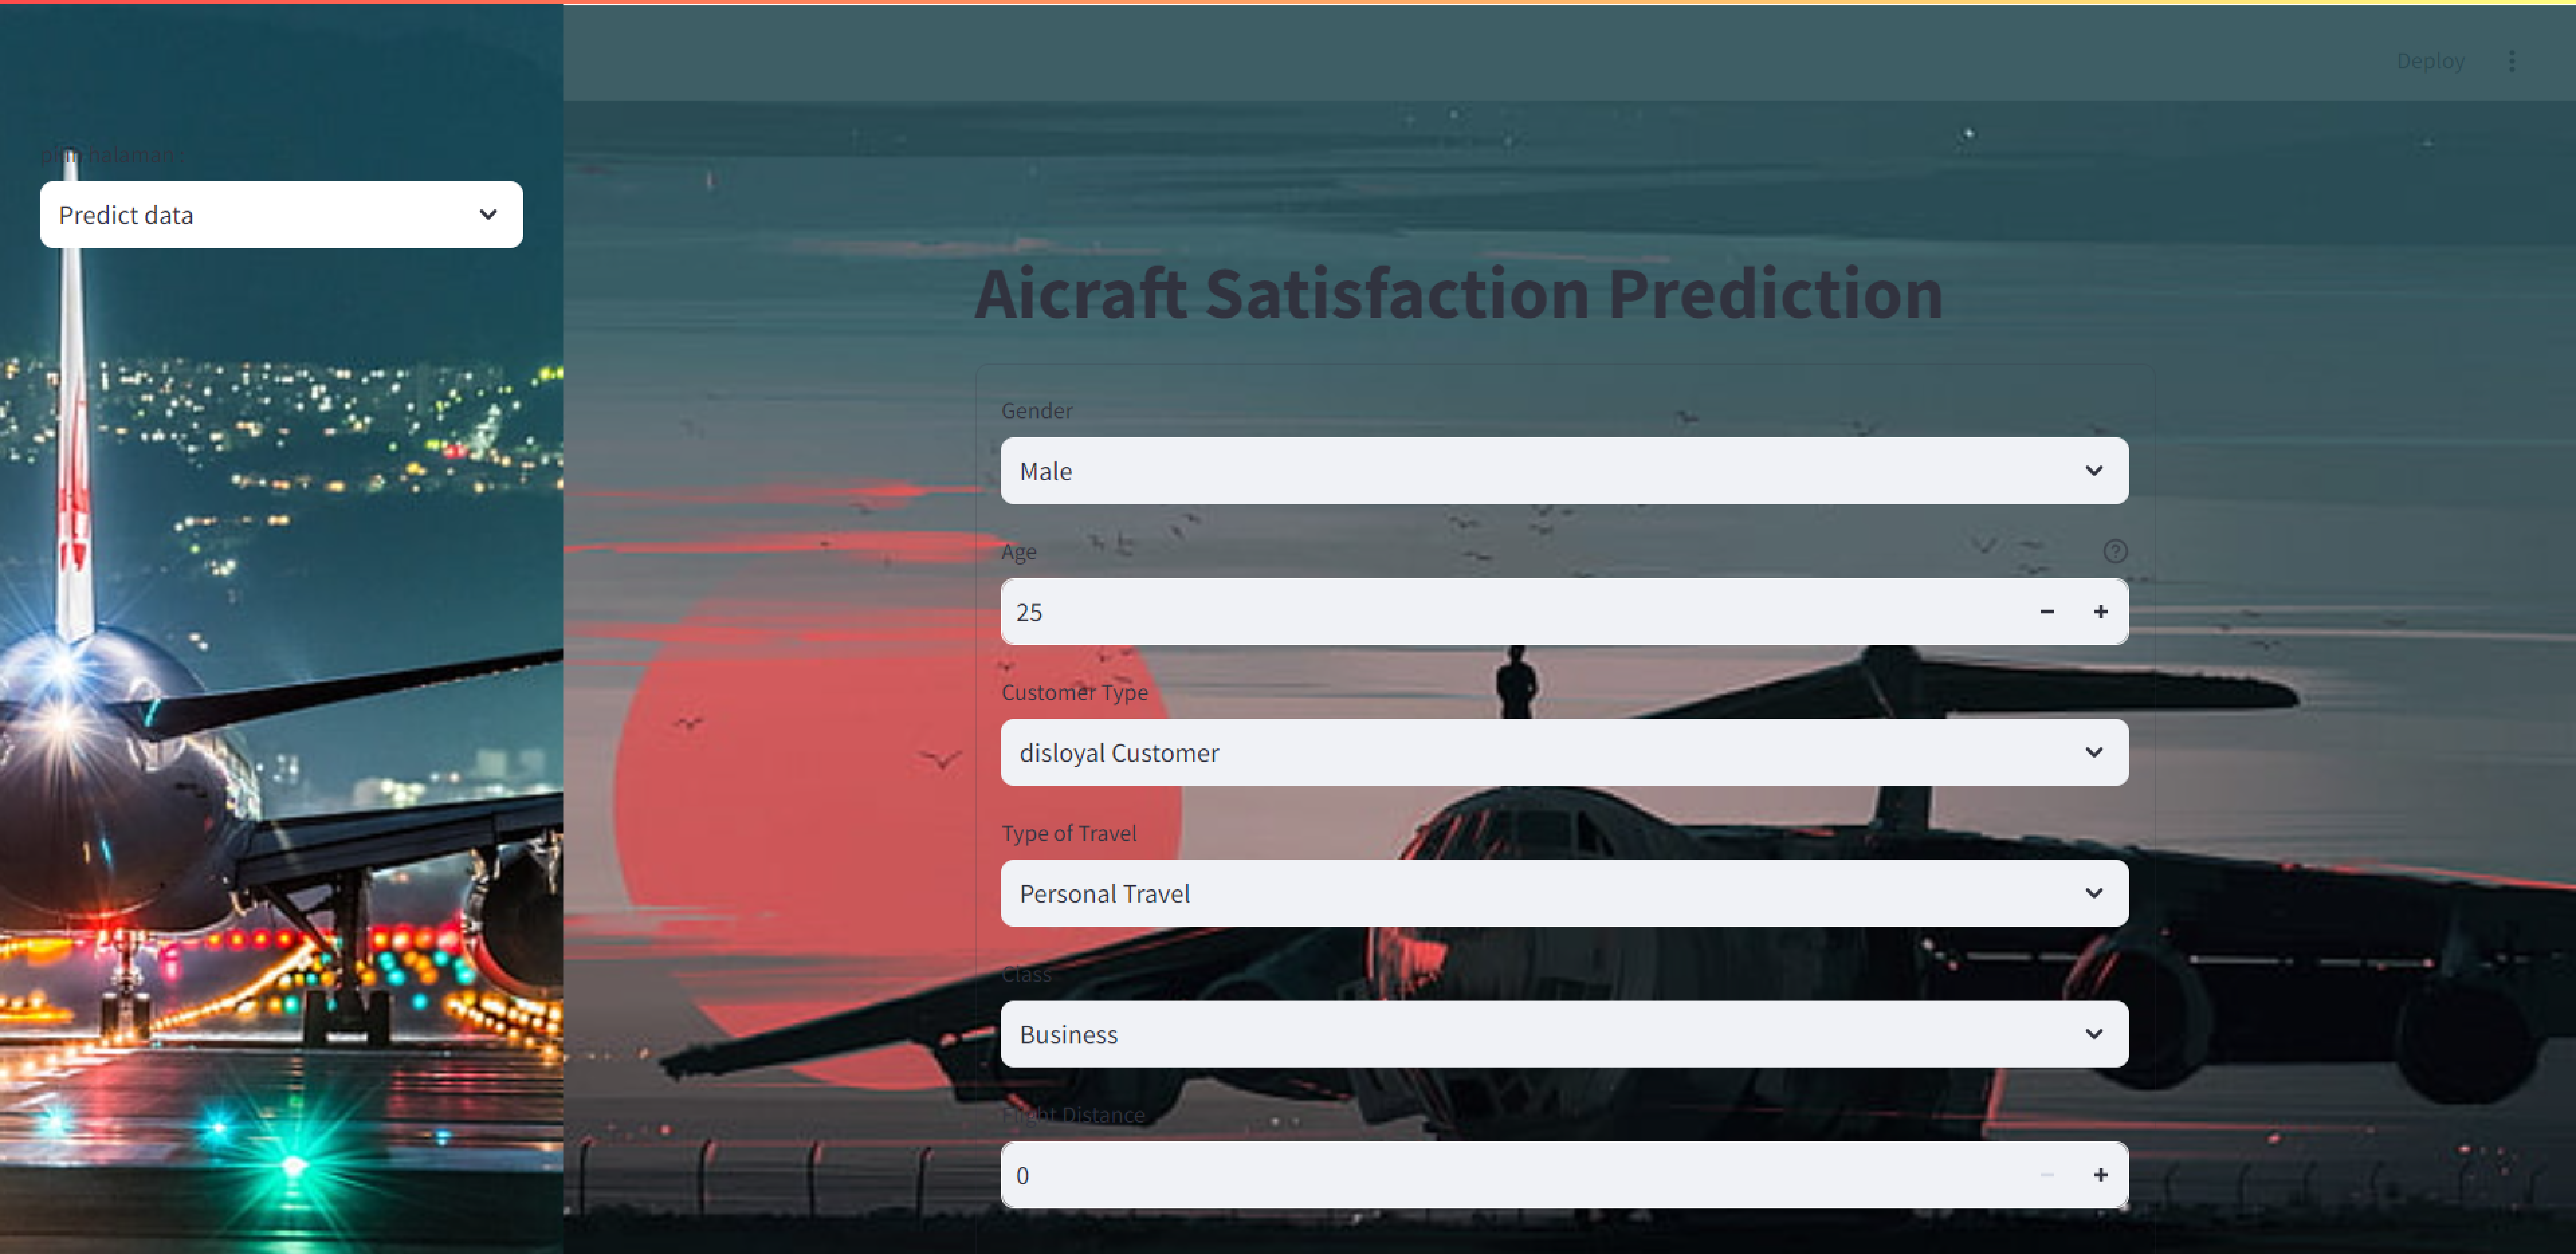 Deploy
pilih halaman :
Predict data
Aicraft Satisfaction Prediction
Gender
Male
Age
25
Customer Type
disloyal Customer
Type of Travel
Personal Travel
Class
Business
Flight Distance
0